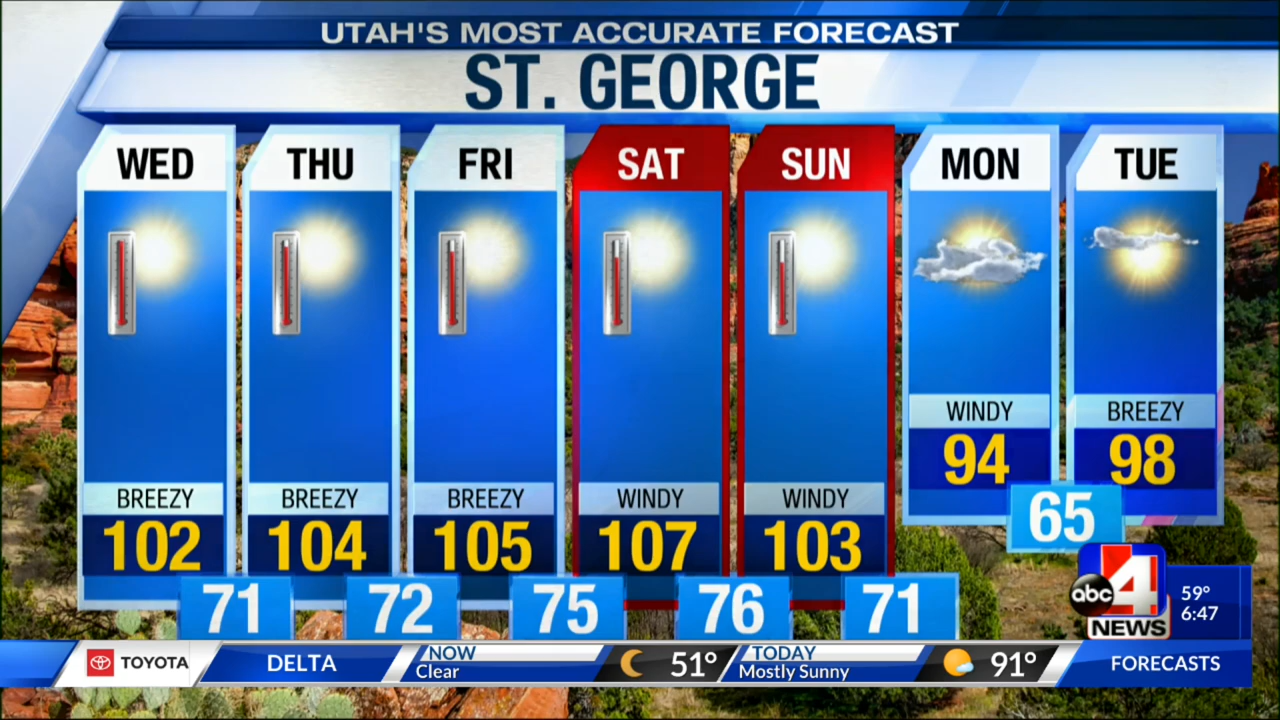 UTAH'S MOST ACCURATE FORECAST
ST. GEORGE
WED THU FRI SAT SUN MON TUE
WINDY BREEZY
94 98
BREEZY BREEZY BREEZY WINDY WINDY
65
102 104 105 107 103
71 72 75 76 71
abc 4 NEWS
59°
6:47
TOYOTA
DELTA
NOW
Clear
51°
TODAY
Mostly Sunny
91°
FORECASTS